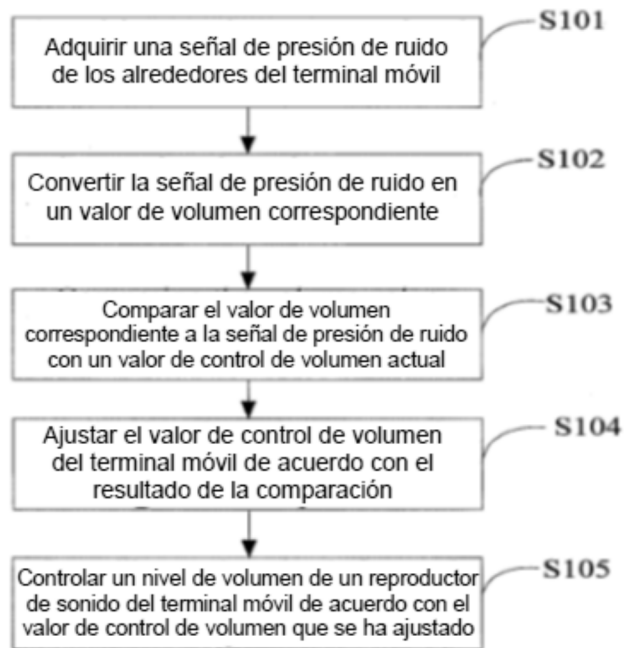 S101
Adquirir una señal de presión de ruido
de los alrededores del terminal móvil
S102
Convertir la señal de presión de ruido en
un valor de volumen correspondiente
S103
Comparar el valor de volumen
correspondiente a la señal de presión de ruido
con un valor de control de volumen actual
S104
Ajustar el valor de control de volumen
del terminal móvil de acuerdo con el
resultado de la comparación
S105
Controlar un nivel de volumen de un reproductor
de sonido del terminal móvil de acuerdo con el
valor de control de volumen que se ha ajustado